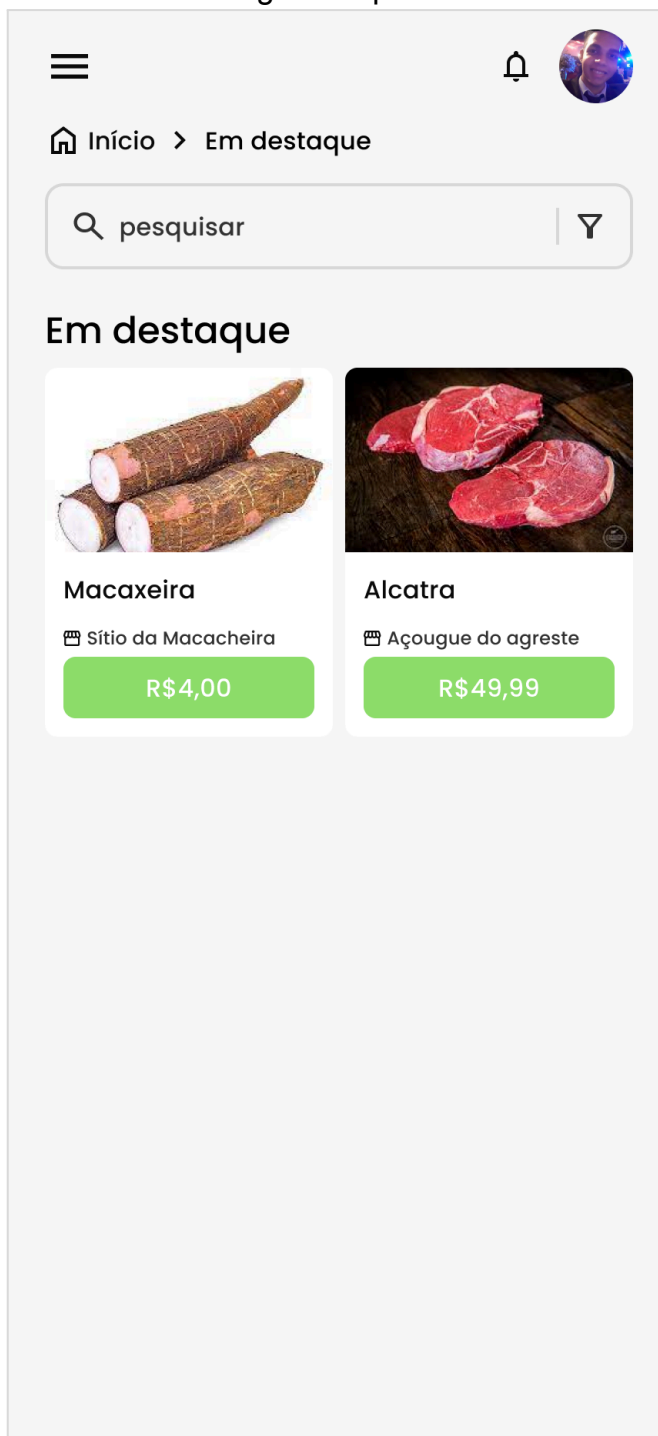 Início > Em destaque
pesquisar
Em destaque
Macaxeira
Alcatra
Sítio da Macacheira
Açougue do agreste
R$4,00
R$49,99